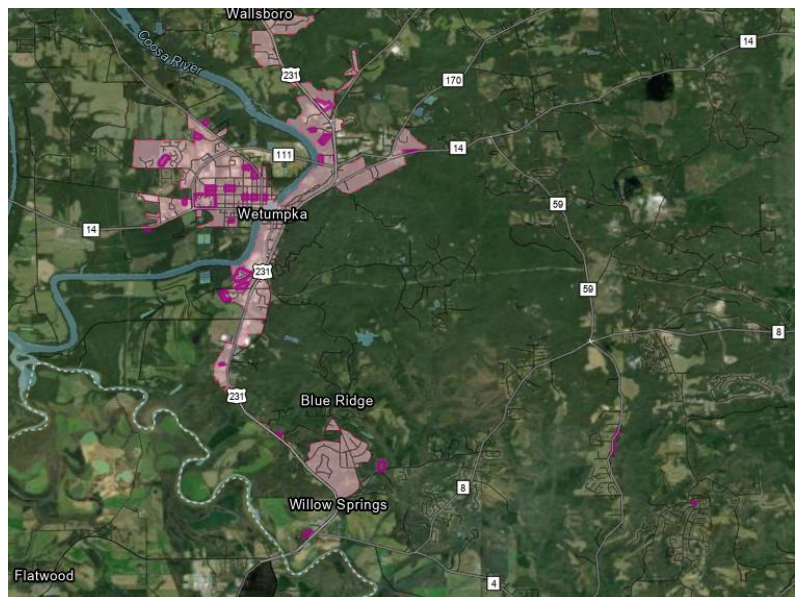 Wallsboro
Coosa River
231
14
170
111
14
59
Wetumpka
14
231
59
8
231
Blue Ridge
8
Willow Springs
Flatwood
4